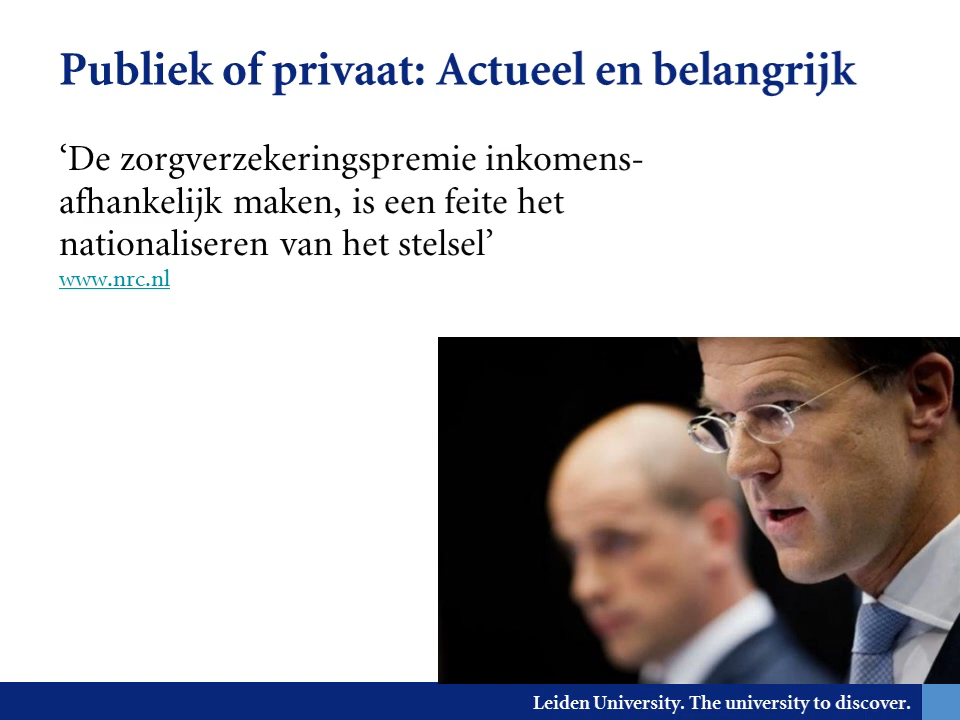 Publiek of privaat: Actueel en belangrijk
‘De zorgverzekeringspremie inkomens-
afhankelijk maken, is een feite het
nationaliseren van het stelsel’
www.nrc.nl
Leiden University. The university to discover.